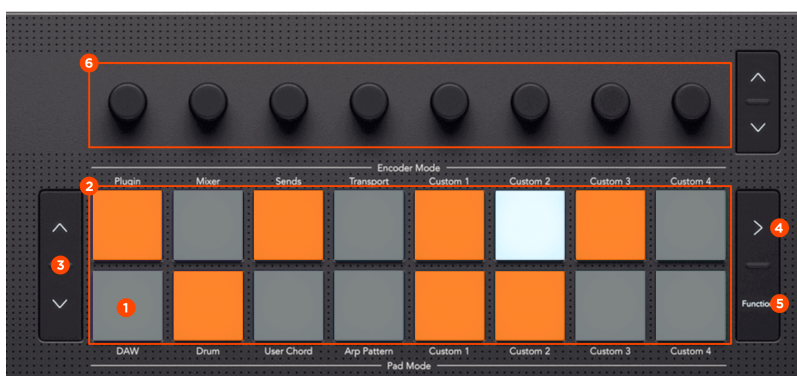 6
Encoder Mode
Plugin Mixer Sends Transport Custom 1 Custom 2 Custom 3 Custom 4
2
4
3
1
Function 5
DAW Drum User Chord Arp Pattern Custom 1 Custom 2 Custom 3 Custom 4
Pad Mode